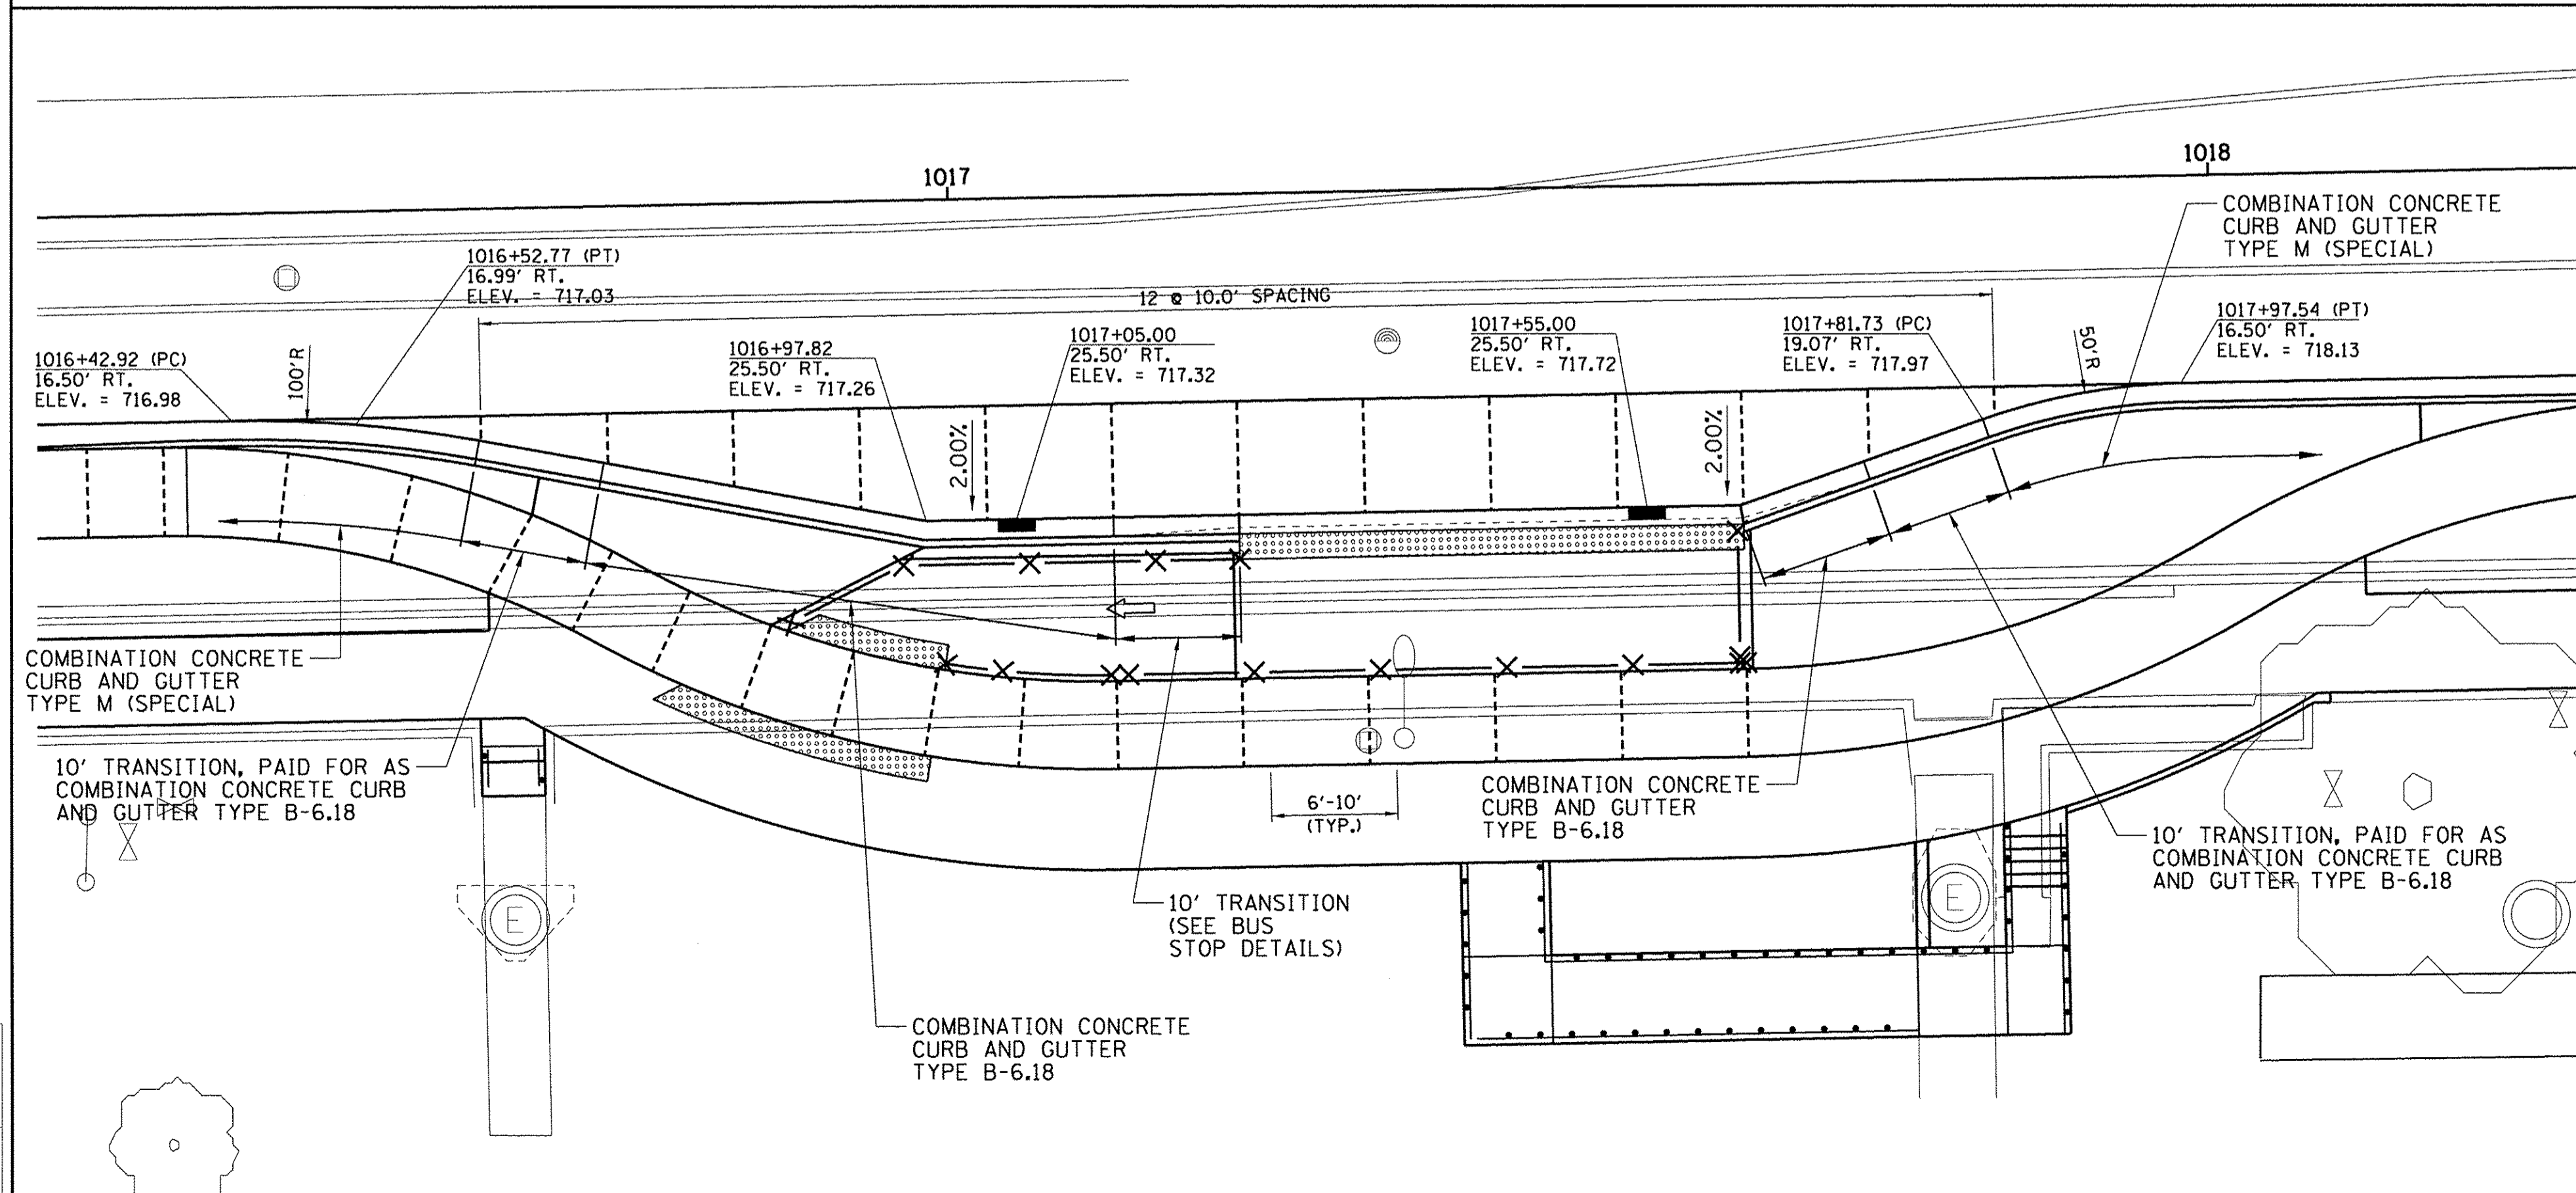 1017
1018
COMBINATION CONCRETE
CURB AND GUTTER
TYPE M (SPECIAL)
1016+52.77 (PT)
16.99' RT.
ELEV. = 717.03
12 @ 10.0' SPACING
1016+42.92 (PC)
16.50' RT.
ELEV. = 716.98
100'R
1016+97.82
25.50' RT.
ELEV. = 717.26
1017+05.00
25.50' RT.
ELEV. = 717.32
1017+55.00
25.50' RT.
ELEV. = 717.72
1017+81.73 (PC)
19.07' RT.
ELEV. = 717.97
50'R
1017+97.54 (PT)
16.50' RT.
ELEV. = 718.13
2.00%
2.00%
COMBINATION CONCRETE
CURB AND GUTTER
TYPE M (SPECIAL)
10' TRANSITION, PAID FOR AS
COMBINATION CONCRETE CURB
AND GUTTER TYPE B-6.18
6'-10'
(TYP.)
COMBINATION CONCRETE
CURB AND GUTTER
TYPE B-6.18
10' TRANSITION, PAID FOR AS
COMBINATION CONCRETE CURB
AND GUTTER TYPE B-6.18
10' TRANSITION
(SEE BUS
STOP DETAILS)
E
E
COMBINATION CONCRETE
CURB AND GUTTER
TYPE B-6.18